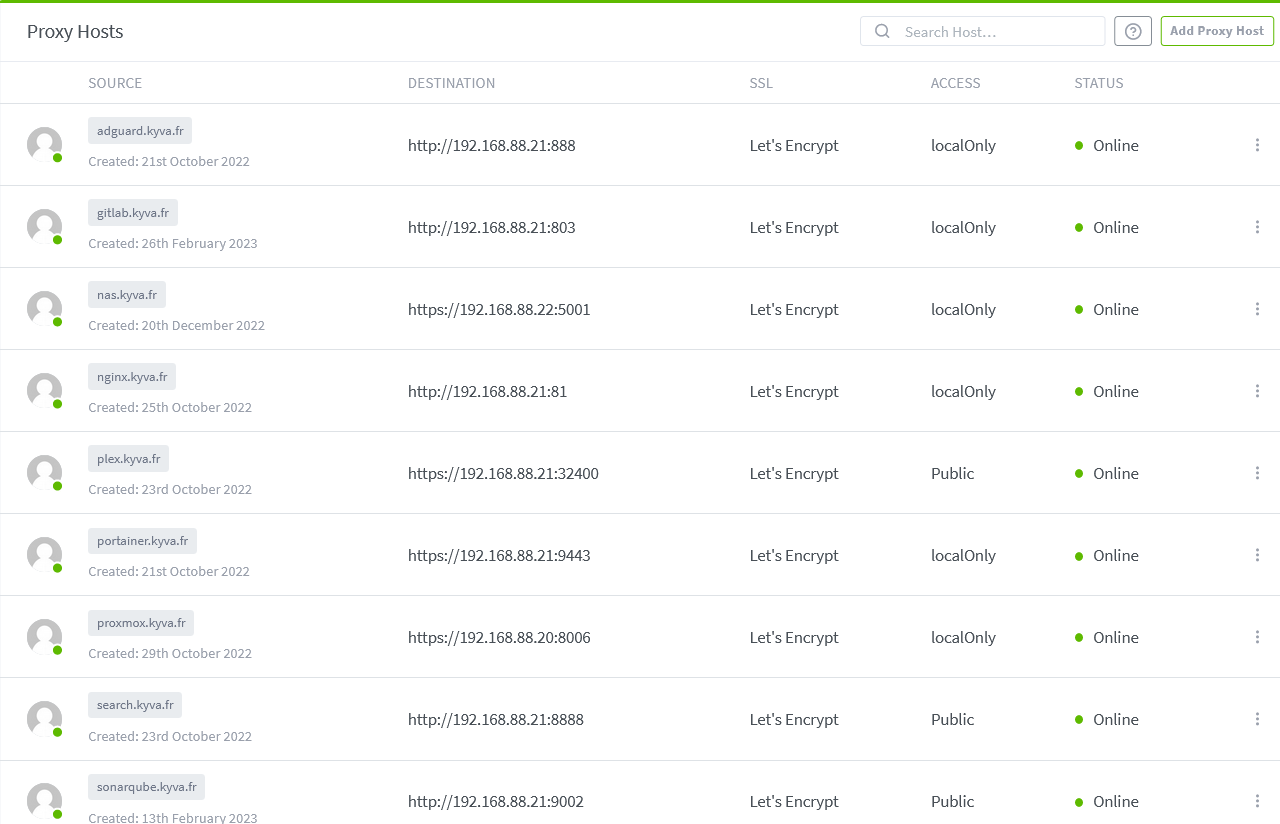 Proxy Hosts
Search Host...
Add Proxy Host
SOURCE DESTINATION SSL ACCESS STATUS
adguard.kyva.fr
Created: 21st October 2022
http://192.168.88.21:888 Let's Encrypt localOnly Online
gitlab.kyva.fr
Created: 26th February 2023
http://192.168.88.21:803 Let's Encrypt localOnly Online
nas.kyva.fr
Created: 20th December 2022
https://192.168.88.22:5001 Let's Encrypt localOnly Online
nginx.kyva.fr
Created: 25th October 2022
http://192.168.88.21:81 Let's Encrypt localOnly Online
plex.kyva.fr
Created: 23rd October 2022
https://192.168.88.21:32400 Let's Encrypt Public Online
portainer.kyva.fr
Created: 21st October 2022
https://192.168.88.21:9443 Let's Encrypt localOnly Online
proxmox.kyva.fr
Created: 29th October 2022
https://192.168.88.20:8006 Let's Encrypt localOnly Online
search.kyva.fr
Created: 23rd October 2022
http://192.168.88.21:8888 Let's Encrypt Public Online
sonarqube.kyva.fr
Created: 13th February 2023
http://192.168.88.21:9002 Let's Encrypt Public Online